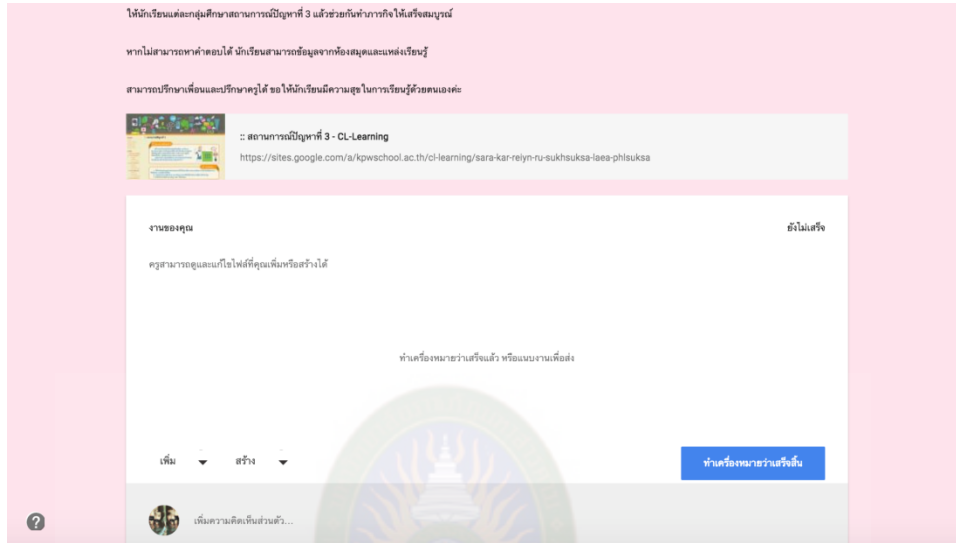 ให้นักเรียนแต่ละกลุ่มศึกษาสถานการณ์ปัญหาที่ 3 แล้วช่วยกันทำภารกิจให้เสร็จสมบูรณ์
หากไม่สามารถหาคำตอบได้ นักเรียนสามารถข้อมูลจากห้องสมุดและแหล่งเรียนรู้
สามารถปรึกษาเพื่อนและปรึกษาครูได้ ขอให้นักเรียนมีความสุขในการเรียนรู้ด้วยตนเองค่ะ
:: สถานการณ์ปัญหาที่ 3 - CL-Learning
https://sites.google.com/a/kpwschool.ac.th/cl-learning/sara-kar-reiyn-ru-sukhsuksa-laea-phlsuksa
งานของคุณ
ยังไม่เสร็จ
ครูสามารถดูและแก้ไขไฟล์ที่คุณเพิ่มหรือสร้างได้
ทำเครื่องหมายว่าเสร็จแล้ว หรือแนบงานเพื่อส่ง
เพิ่ม สร้าง
ทำเครื่องหมายว่าเสร็จสิ้น
เพิ่มความคิดเห็นส่วนตัว...